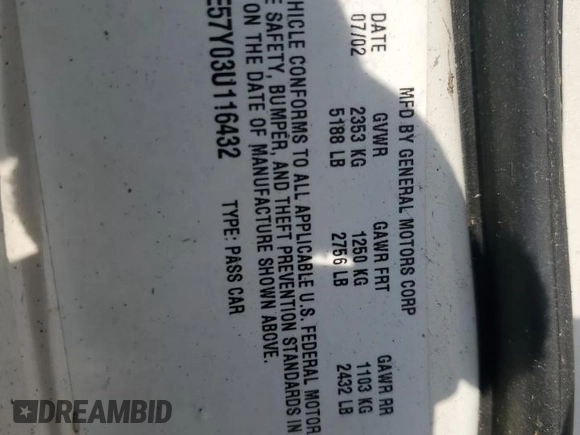 MFD BY GENERAL MOTORS CORP
DATE GVWR GAWR FRT GAWR RR
07/02 2353 KG 1250 KG 1103 KG
5188 LB 2756 LB 2432 LB
VEHICLE CONFORMS TO ALL APPLICABLE U.S. FEDERAL MOTOR
SAFETY, BUMPER, AND THEFT PREVENTION STANDARDS IN
ON THE DATE OF MANUFACTURE SHOWN ABOVE.
E57Y03U116432 TYPE: PASS CAR
DREAMBID